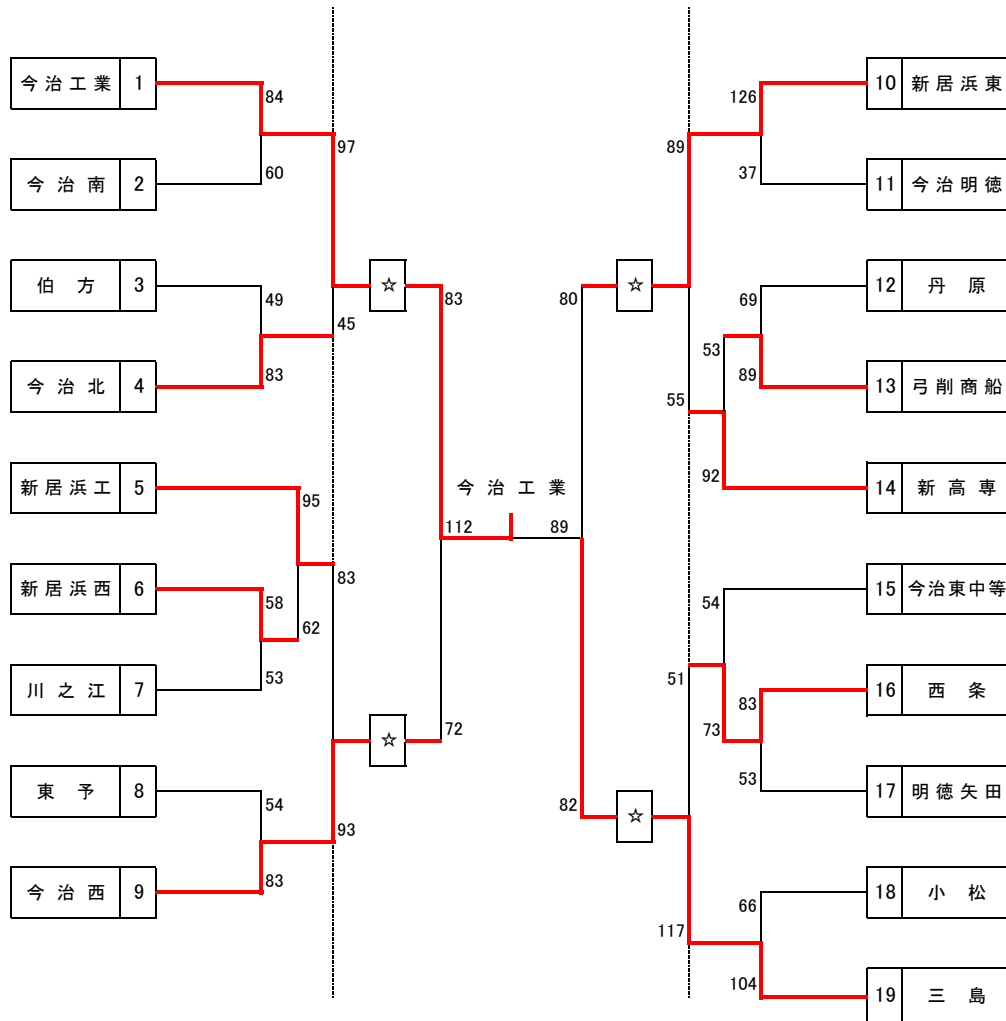 今治工業 1
84
97
60
今治南 2
伯方 3
49
45
83
今治北 4
☆
83
新居浜工 5
95
83
新居浜西 6
58
62
53
川之江 7
☆
72
東予 8
54
93
83
今治西 9
今治工業
112
89
10 新居浜東
126
89
37
11 今治明徳
☆
80
12 丹原
69
53
89
13 弓削商船
55
92
14 新高専
15 今治東中等
54
51
83
16 西条
73
53
17 明徳矢田
☆
82
18 小松
66
117
104
19 三島